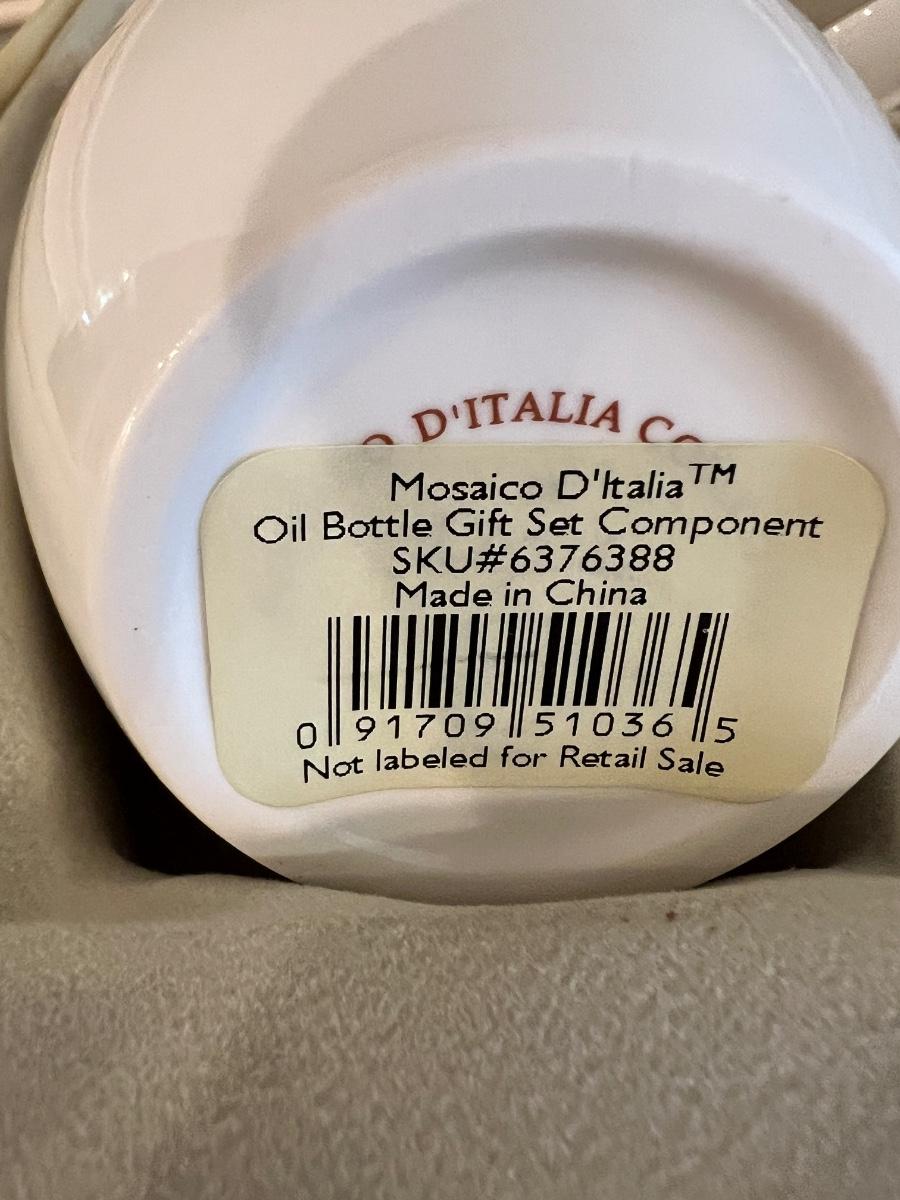 D'ITALIA
Mosaico D'Italia™
Oil Bottle Gift Set Component
SKU#6376388
Made in China
0 91709 51036 5
Not labeled for Retail Sale